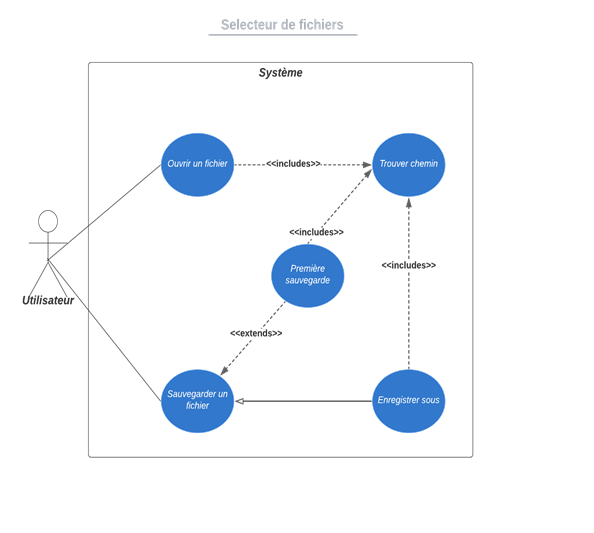 Selecteur de fichiers
Système
Ouvrir un fichier
<<includes>>
Trouver chemin
<<includes>>
Première
sauvegarde
<<includes>>
Utilisateur
<<extends>>
Sauvegarder un
fichier
Enregistrer sous